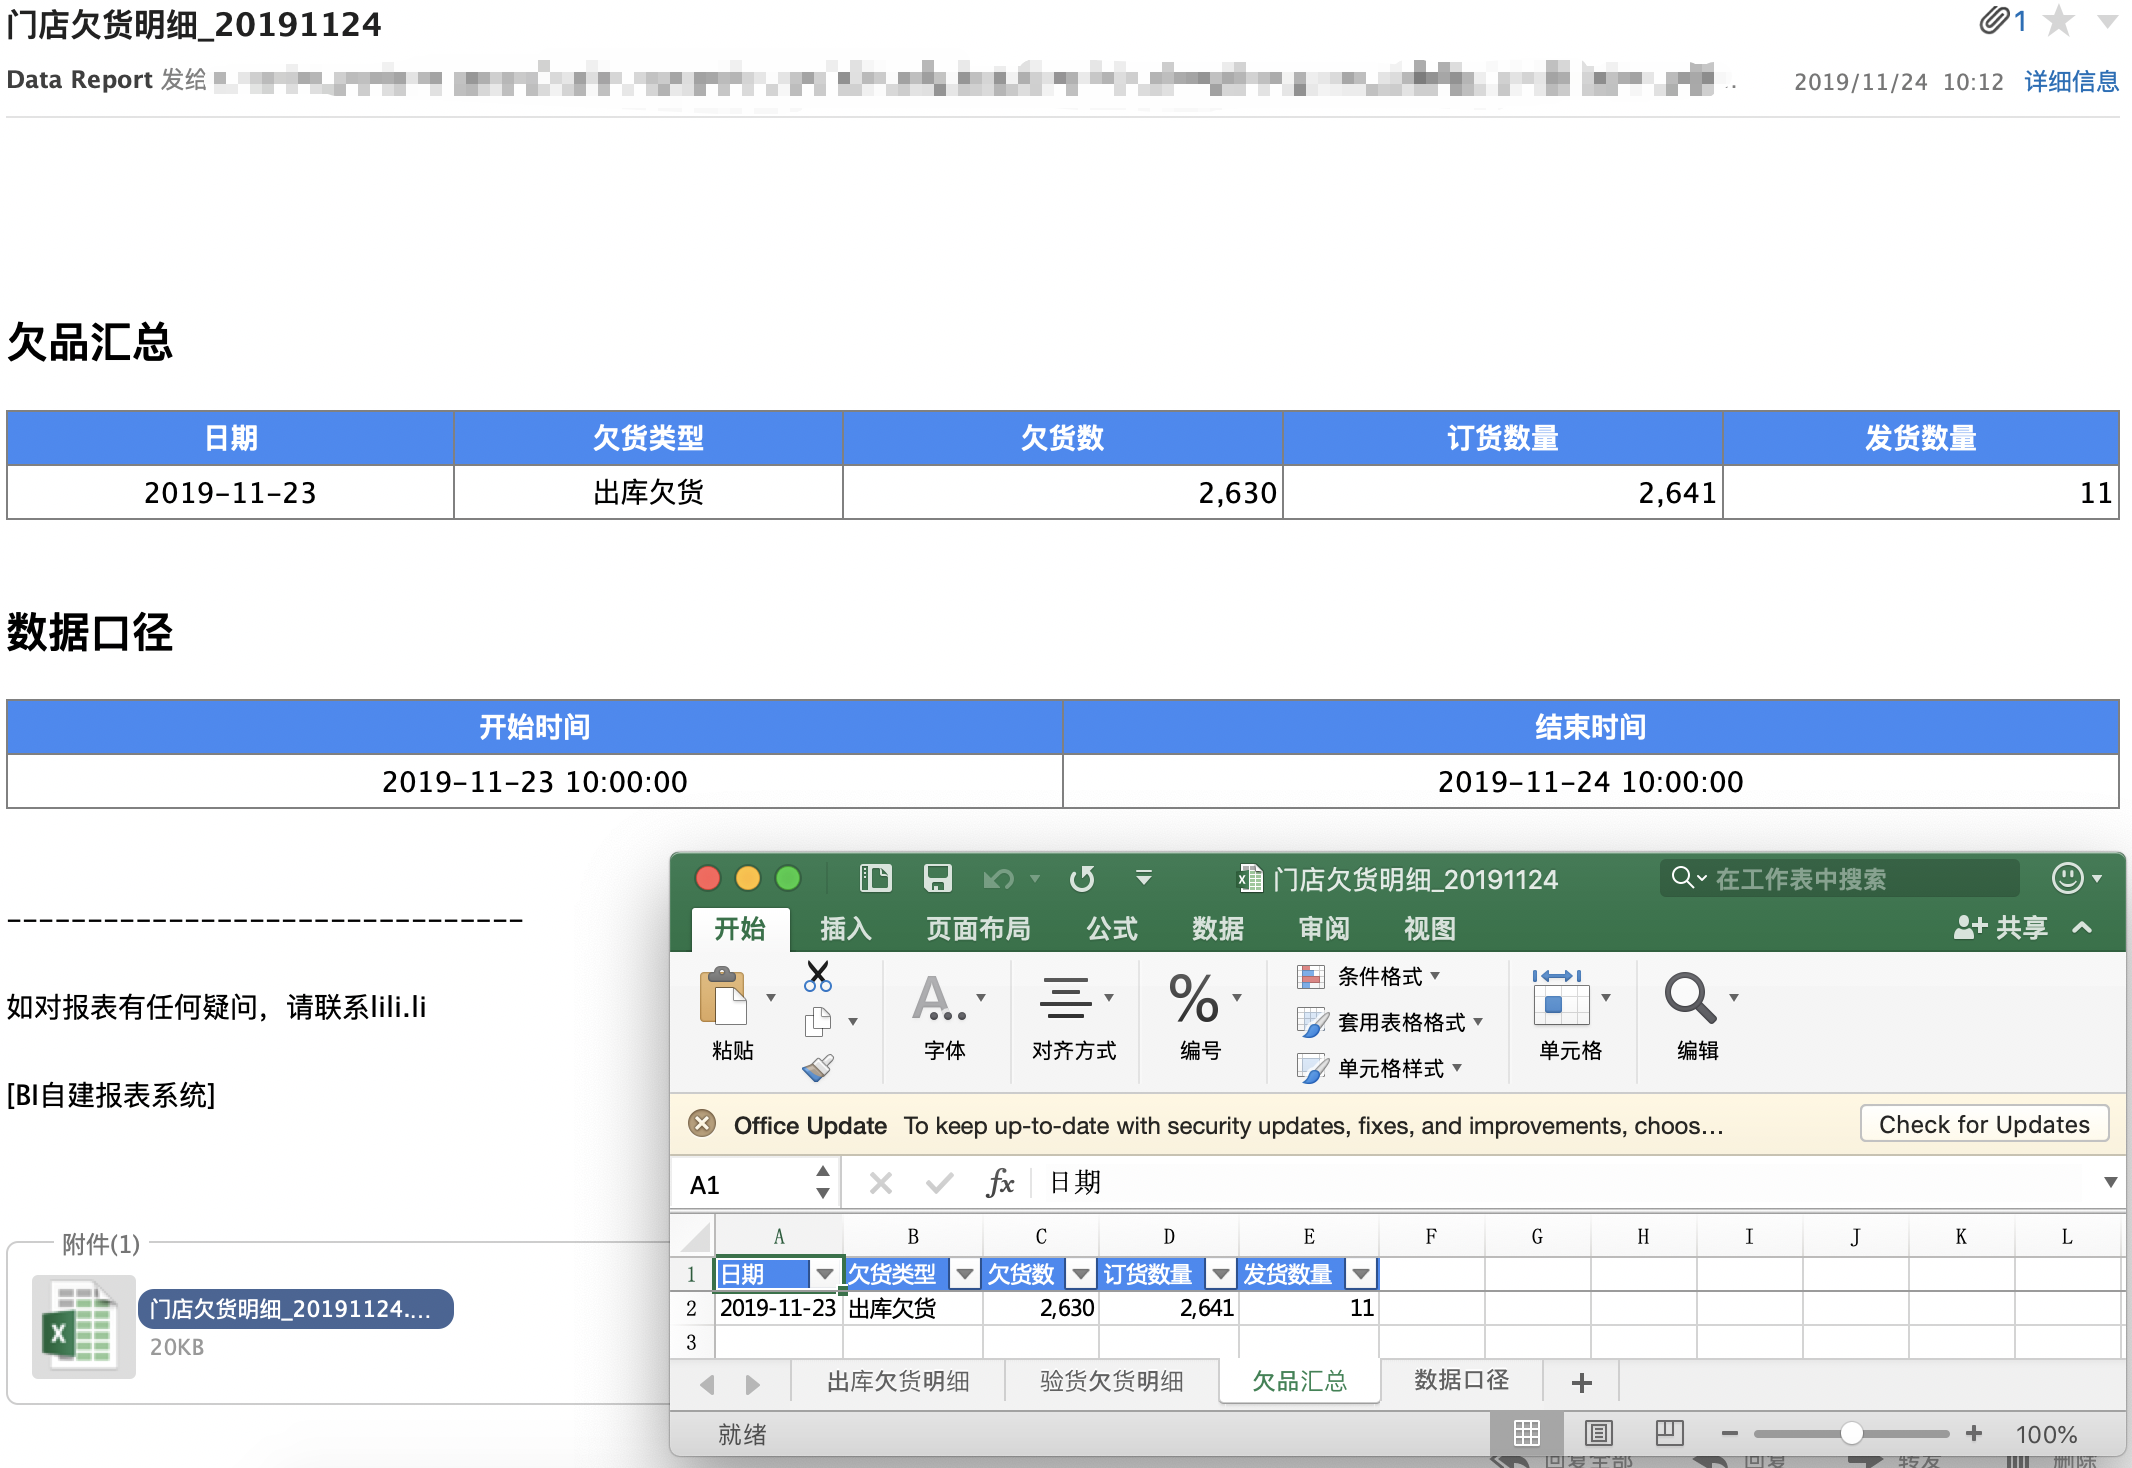 门店欠货明细_20191124
1
Data Report 发给
2019/11/24 10:12 详细信息
欠品汇总
日期 欠货类型 欠货数 订货数量 发货数量
2019-11-23 出库欠货 2,630 2,641 11
数据口径
开始时间 结束时间
2019-11-23 10:00:00 2019-11-24 10:00:00
--------------------------------
如对报表有任何疑问，请联系lili.li
[BI自建报表系统]
附件(1)
门店欠货明细_20191124....
20KB
门店欠货明细_20191124
在工作表中搜索
开始 插入 页面布局 公式 数据 审阅 视图 共享
粘贴 字体 对齐方式 % 编号
条件格式
套用表格格式
单元格样式
单元格 编辑
Office Update To keep up-to-date with security updates, fixes, and improvements, choos... Check for Updates
A1 fx 日期
A B C D E F G H I J K L
1 日期 欠货类型 欠货数 订货数量 发货数量
2 2019-11-23 出库欠货 2,630 2,641 11
3
出库欠货明细 验货欠货明细 欠品汇总 数据口径 +
就绪 100%
回复全部 回复 转发 删除